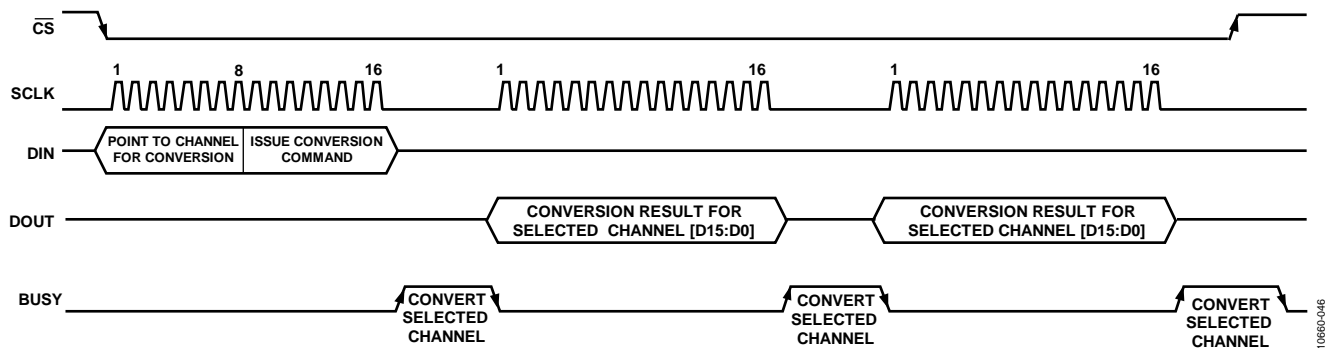 CS
SCLK
1 8 16 1 16 1 16
DIN
POINT TO CHANNEL
FOR CONVERSION
ISSUE CONVERSION
COMMAND
DOUT
CONVERSION RESULT FOR
SELECTED CHANNEL [D15:D0]
CONVERSION RESULT FOR
SELECTED CHANNEL [D15:D0]
BUSY
CONVERT
SELECTED
CHANNEL
CONVERT
SELECTED
CHANNEL
CONVERT
SELECTED
CHANNEL
10660-046